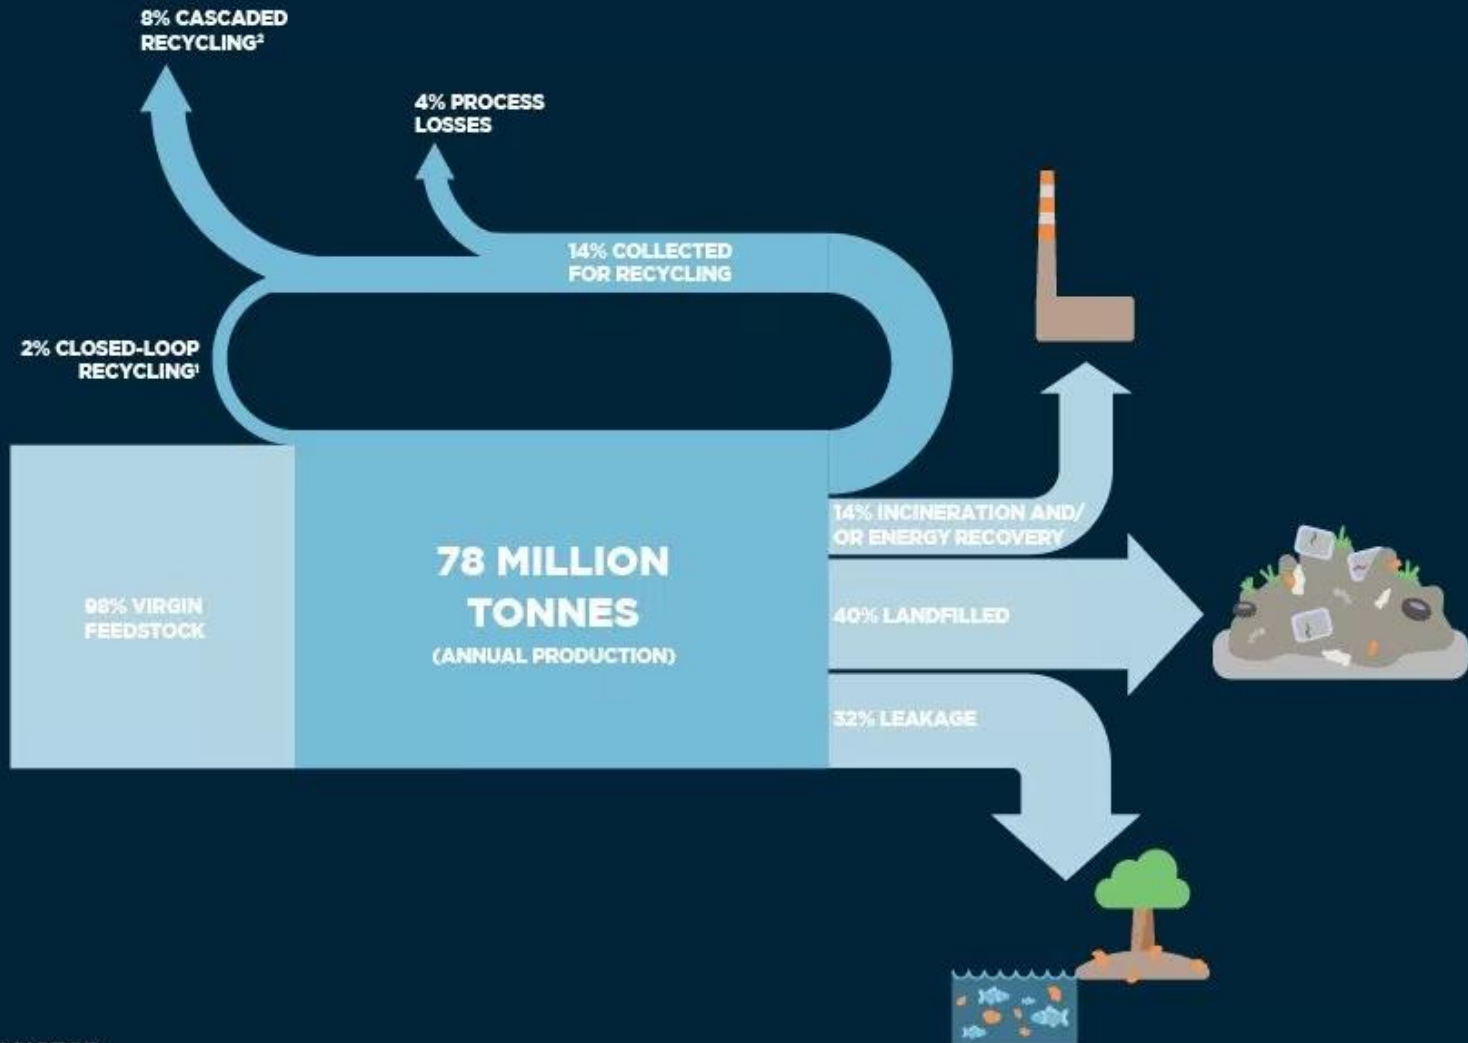 8% CASCADED
RECYCLING²
4% PROCESS
LOSSES
14% COLLECTED
FOR RECYCLING
2% CLOSED-LOOP
RECYCLING¹
98% VIRGIN
FEEDSTOCK
78 MILLION
TONNES
(ANNUAL PRODUCTION)
14% INCINERATION AND/
OR ENERGY RECOVERY
40% LANDFILLED
32% LEAKAGE